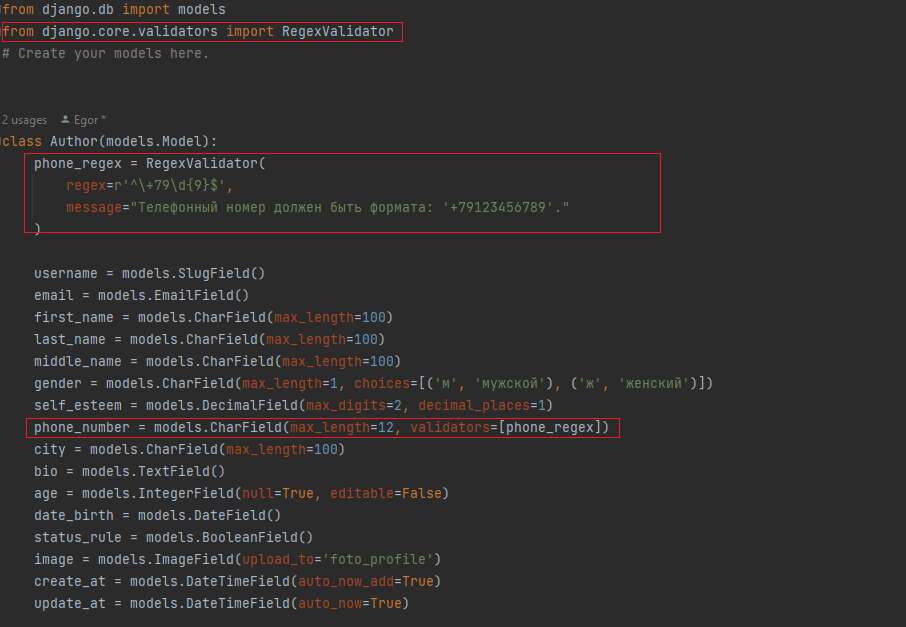 from django.db import models
from django.core.validators import RegexValidator
# Create your models here.
2 usages Egor *
class Author(models.Model):
phone_regex = RegexValidator(
regex=r'^\+79\d{9}$',
message="Телефонный номер должен быть формата: '+79123456789'."
)
username = models.SlugField()
email = models.EmailField()
first_name = models.CharField(max_length=100)
last_name = models.CharField(max_length=100)
middle_name = models.CharField(max_length=100)
gender = models.CharField(max_length=1, choices=[('м', 'мужской'), ('ж', 'женский')])
self_esteem = models.DecimalField(max_digits=2, decimal_places=1)
phone_number = models.CharField(max_length=12, validators=[phone_regex])
city = models.CharField(max_length=100)
bio = models.TextField()
age = models.IntegerField(null=True, editable=False)
date_birth = models.DateField()
status_rule = models.BooleanField()
image = models.ImageField(upload_to='foto_profile')
create_at = models.DateTimeField(auto_now_add=True)
update_at = models.DateTimeField(auto_now=True)